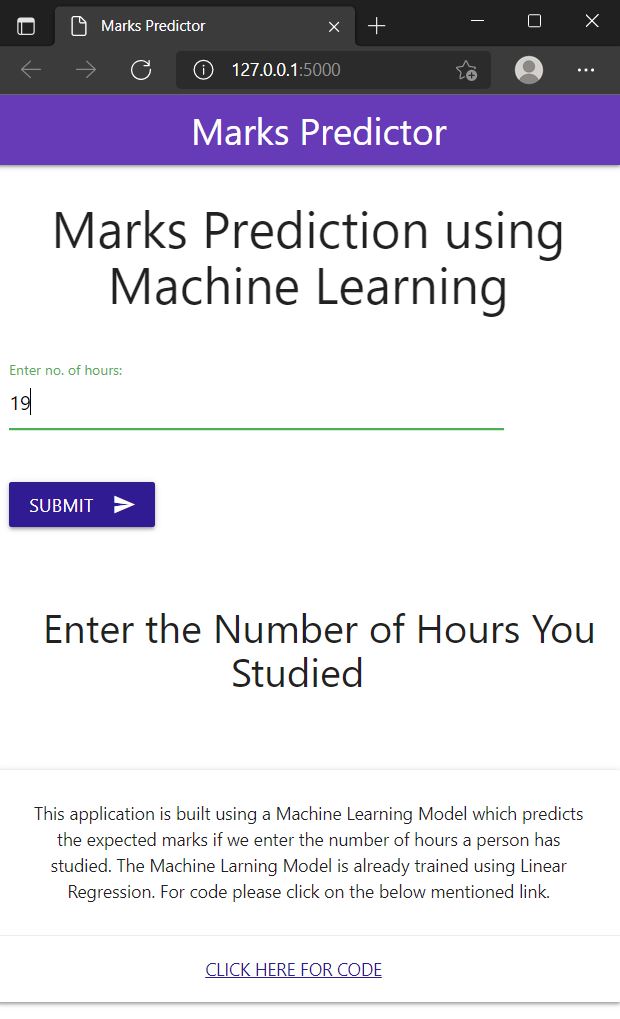 Marks Predictor
127.0.0.1:5000
Marks Predictor
Marks Prediction using
Machine Learning
Enter no. of hours:
19
SUBMIT
Enter the Number of Hours You
Studied
This application is built using a Machine Learning Model which predicts
the expected marks if we enter the number of hours a person has
studied. The Machine Larning Model is already trained using Linear
Regression. For code please click on the below mentioned link.
CLICK HERE FOR CODE